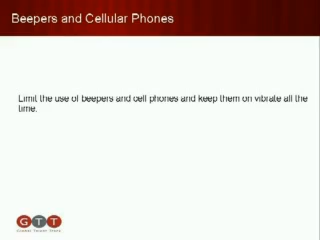 Beepers and Cellular Phones
Limit the use of beepers and cell phones and keep them on vibrate all the
time.
GTT